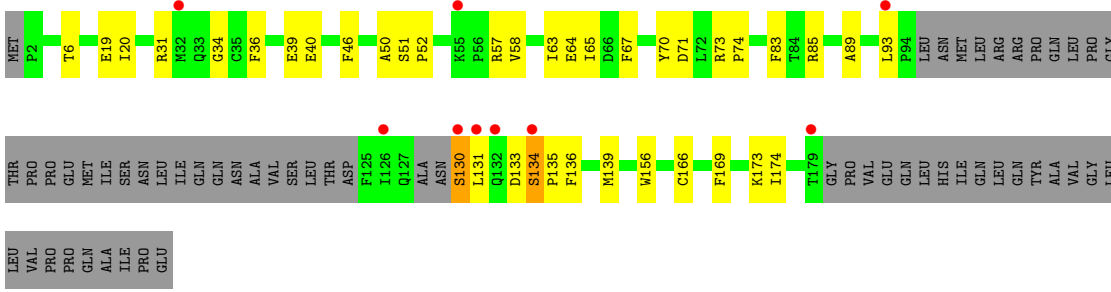 MET P2 T6 E19 I20 R31 M32 Q33 G34 C35 F36 E39 E40 F46 A50 S51 P52 K55 P56 R57 V58 I63 E64 I65 D66 F67 Y70 D71 L72 R73 P74 F83 T84 R85 A89 L93 P94 LEU ASN MET LEU ARG ARG PRO GLN LEU PRO GLY
THR PRO PRO GLU MET ILE SER ASN LEU ILE GLN GLN ASN ALA VAL SER LEU THR ASP F125 I126 Q127 ALA ASN S130 L131 Q132 D133 S134 P135 F136 M139 W156 C166 F169 K173 I174 T179 GLY PRO VAL GLU GLN LEU HIS ILE GLN LEU GLN TYR ALA VAL GLY LEU
LEU VAL PRO PRO GLN ALA ILE PRO GLU